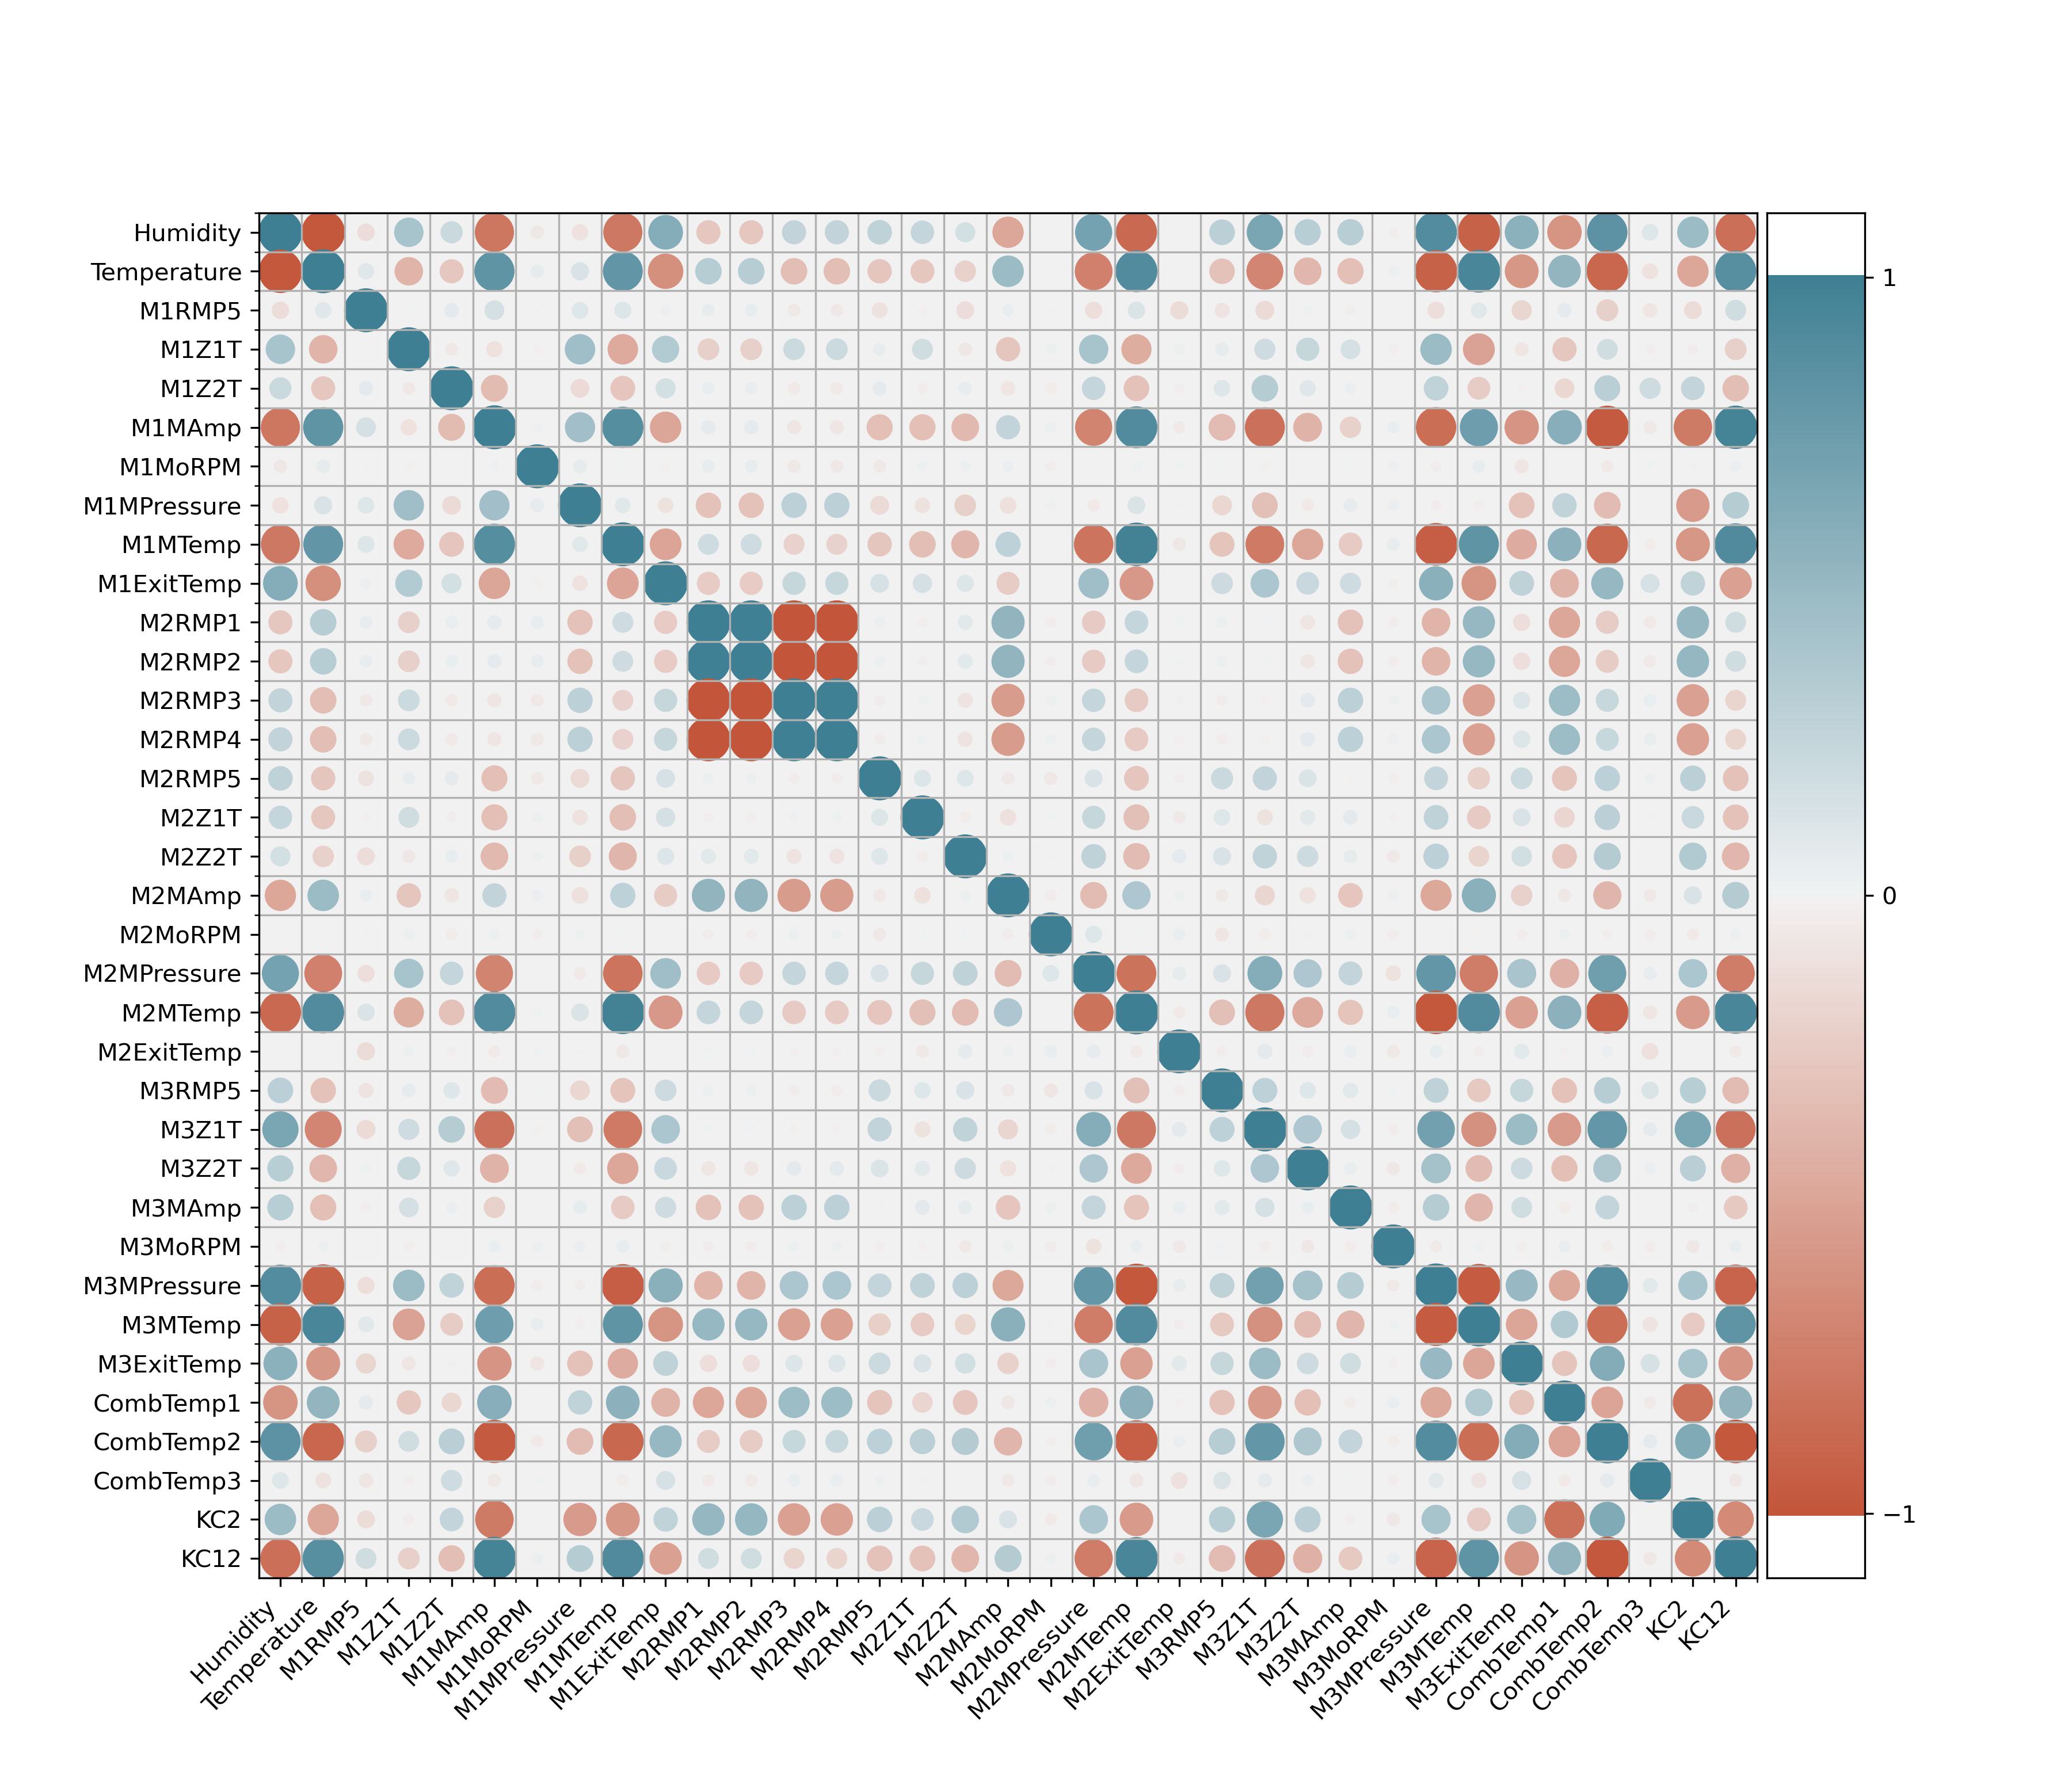 Humidity
Temperature
M1RMP5
M1Z1T
M1Z2T
M1MAmp
M1MoRPM
M1MPressure
M1MTemp
M1ExitTemp
M2RMP1
M2RMP2
M2RMP3
M2RMP4
M2RMP5
M2Z1T
M2Z2T
M2MAmp
M2MoRPM
M2MPressure
M2MTemp
M2ExitTemp
M3RMP5
M3Z1T
M3Z2T
M3MAmp
M3MoRPM
M3MPressure
M3MTemp
M3ExitTemp
CombTemp1
CombTemp2
CombTemp3
KC2
KC12
Humidity
Temperature
M1RMP5
M1Z1T
M1Z2T
M1MAmp
M1MoRPM
M1MPressure
M1MTemp
M1ExitTemp
M2RMP1
M2RMP2
M2RMP3
M2RMP4
M2RMP5
M2Z1T
M2Z2T
M2MAmp
M2MoRPM
M2MPressure
M2MTemp
M2ExitTemp
M3RMP5
M3Z1T
M3Z2T
M3MAmp
M3MoRPM
M3MPressure
M3MTemp
M3ExitTemp
CombTemp1
CombTemp2
CombTemp3
KC2
KC12
1
0
−1